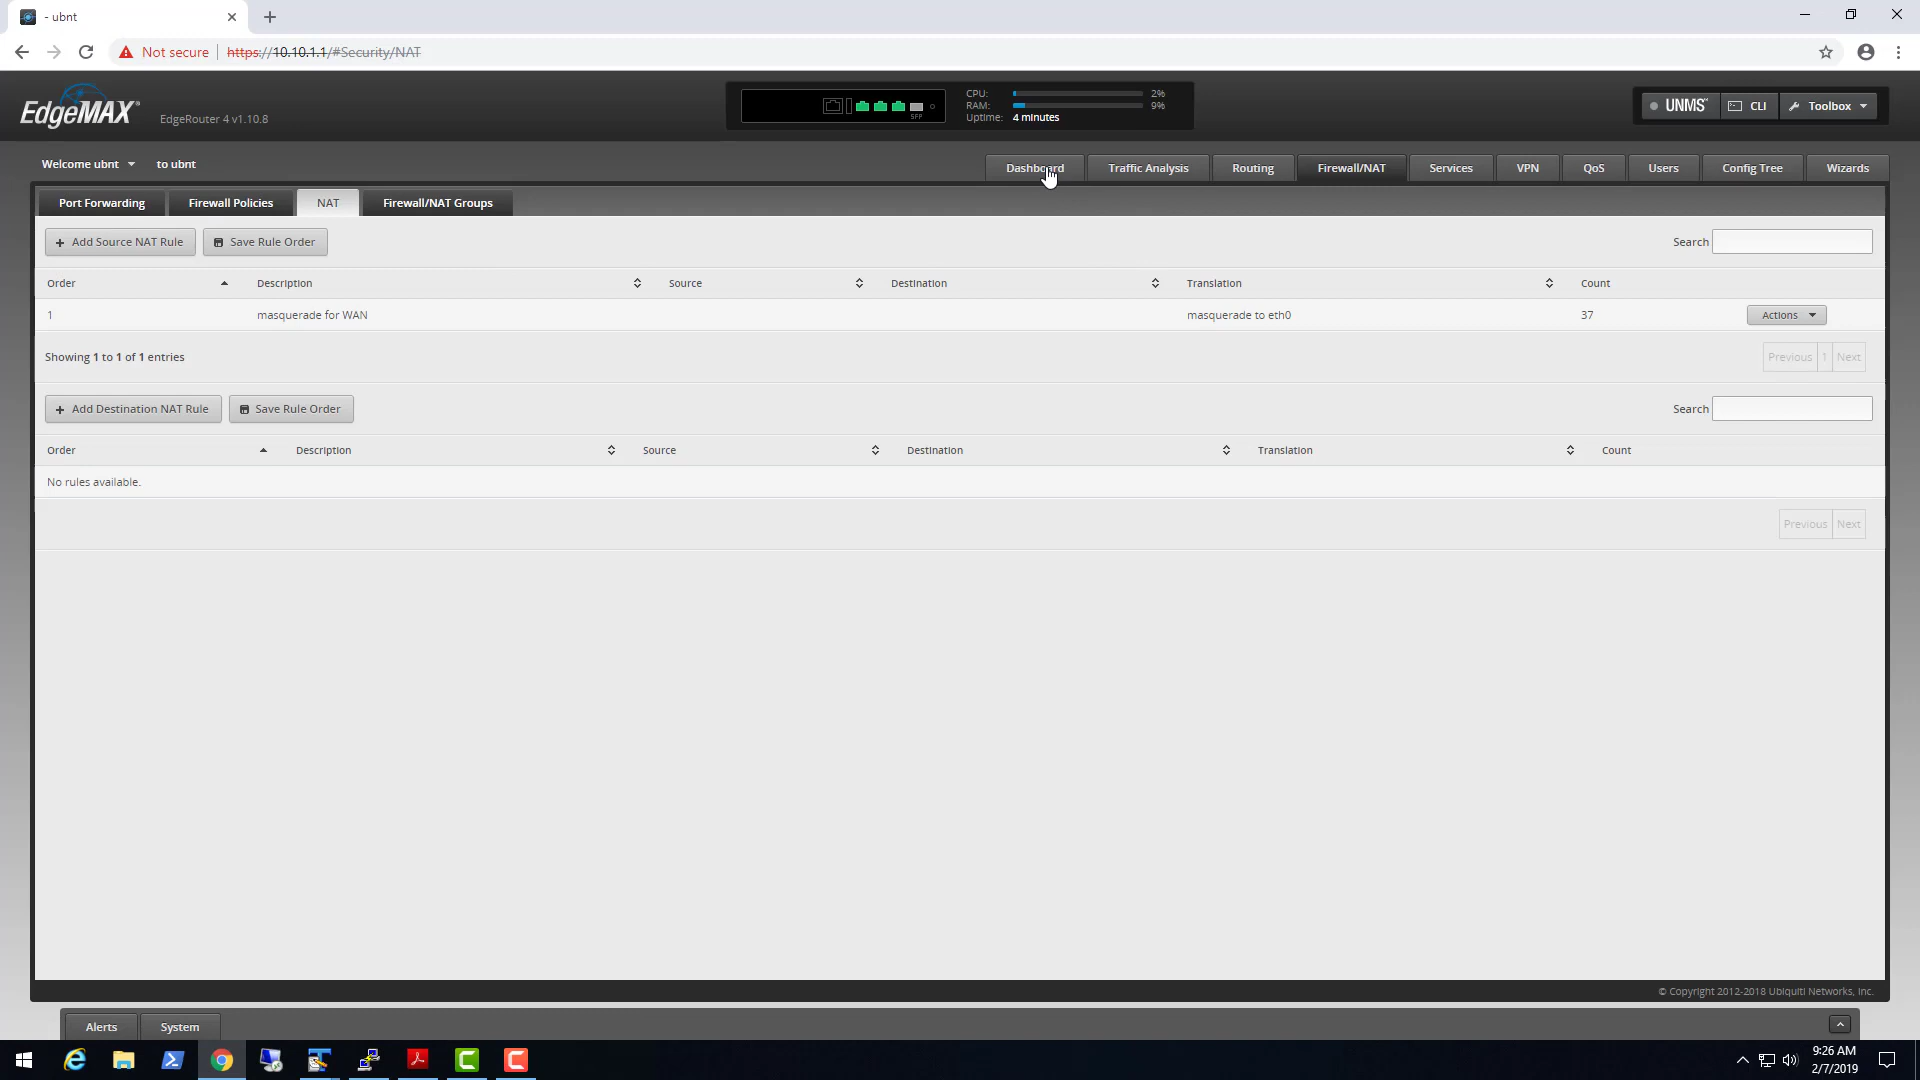 - ubnt
Not secure
https://10.10.1.1/#Security/NAT
EdgeMAX
EdgeRouter 4 v1.10.8
SFP
CPU: 2%
RAM: 9%
Uptime: 4 minutes
UNMS
CLI
Toolbox
Welcome ubnt
to ubnt
Dashboard
Traffic Analysis
Routing
Firewall/NAT
Services
VPN
QoS
Users
Config Tree
Wizards
Port Forwarding
Firewall Policies
NAT
Firewall/NAT Groups
+ Add Source NAT Rule
Save Rule Order
Search
Order Description Source Destination Translation Count
1 masquerade for WAN masquerade to eth0 37 Actions
Showing 1 to 1 of 1 entries
Previous 1 Next
+ Add Destination NAT Rule
Save Rule Order
Search
Order Description Source Destination Translation Count
No rules available.
Previous Next
© Copyright 2012-2018 Ubiquiti Networks, Inc.
Alerts
System
9:26 AM
2/7/2019